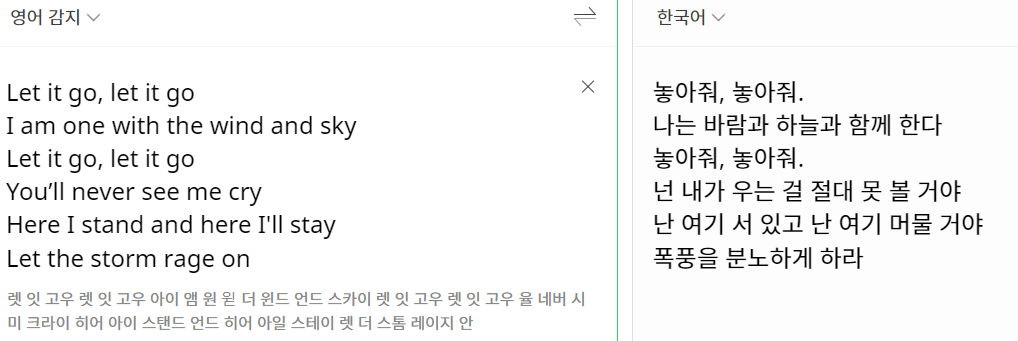 영어 감지
한국어
Let it go, let it go
I am one with the wind and sky
Let it go, let it go
You’ll never see me cry
Here I stand and here I'll stay
Let the storm rage on
렛 잇 고우 렛 잇 고우 아이 앰 원 윋 더 윈드 언드 스카이 렛 잇 고우 렛 잇 고우 율 네버 시
미 크라이 히어 아이 스탠드 언드 히어 아일 스테이 렛 더 스톰 레이지 안
놓아줘, 놓아줘.
나는 바람과 하늘과 함께 한다
놓아줘, 놓아줘.
넌 내가 우는 걸 절대 못 볼 거야
난 여기 서 있고 난 여기 머물 거야
폭풍을 분노하게 하라